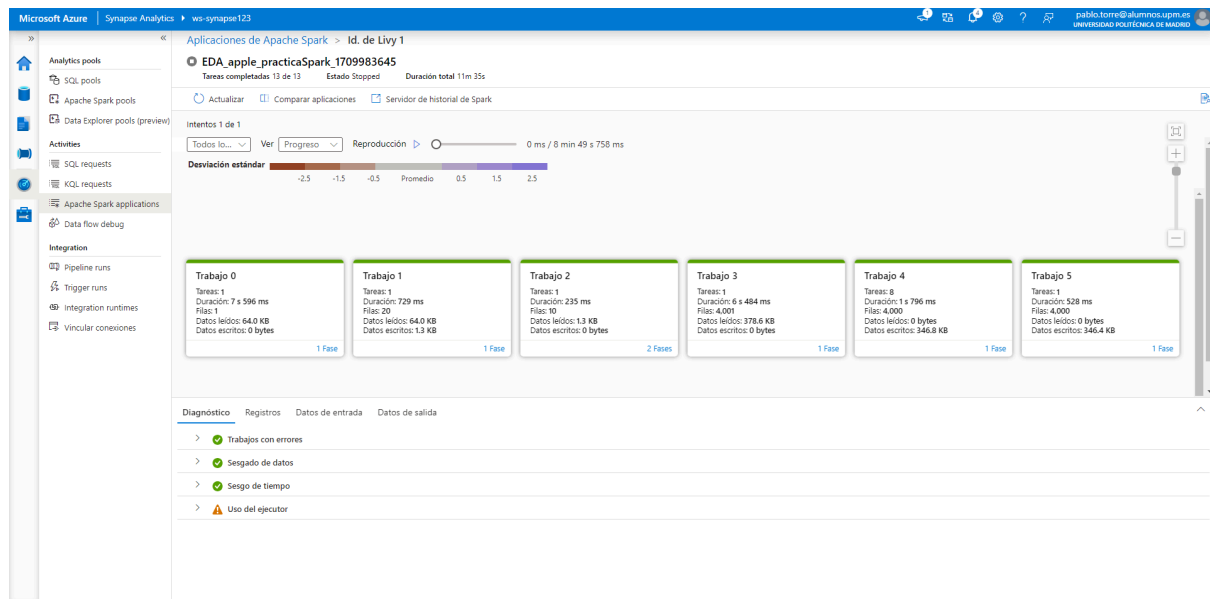 Microsoft Azure | Synapse Analytics ▸ ws-synapse123
1
1
pablo.torre@alumnos.upm.es
UNIVERSIDAD POLITÉCNICA DE MADRID
Analytics pools
SQL pools
Apache Spark pools
Data Explorer pools (preview)
Activities
SQL requests
KQL requests
Apache Spark applications
Data flow debug
Integration
Pipeline runs
Trigger runs
Integration runtimes
Vincular conexiones
Aplicaciones de Apache Spark > Id. de Livy 1
EDA_apple_practicaSpark_1709983645
Tareas completadas 13 de 13 Estado Stopped Duración total 11m 35s
Actualizar Comparar aplicaciones Servidor de historial de Spark
Intentos 1 de 1
Todos lo... Ver Progreso Reproducción 0 ms / 8 min 49 s 758 ms
Desviación estándar
-2.5 -1.5 -0.5 Promedio 0.5 1.5 2.5
Trabajo 0
Tareas: 1
Duración: 7 s 596 ms
Filas: 1
Datos leídos: 64.0 KB
Datos escritos: 0 bytes
1 Fase
Trabajo 1
Tareas: 1
Duración: 729 ms
Filas: 20
Datos leídos: 64.0 KB
Datos escritos: 1.3 KB
1 Fase
Trabajo 2
Tareas: 1
Duración: 235 ms
Filas: 10
Datos leídos: 1.3 KB
Datos escritos: 0 bytes
2 Fases
Trabajo 3
Tareas: 1
Duración: 6 s 484 ms
Filas: 4.001
Datos leídos: 378.6 KB
Datos escritos: 0 bytes
1 Fase
Trabajo 4
Tareas: 8
Duración: 1 s 796 ms
Filas: 4.000
Datos leídos: 0 bytes
Datos escritos: 346.8 KB
1 Fase
Trabajo 5
Tareas: 1
Duración: 528 ms
Filas: 4.000
Datos leídos: 0 bytes
Datos escritos: 346.4 KB
1 Fase
Diagnóstico Registros Datos de entrada Datos de salida
Trabajos con errores
Sesgado de datos
Sesgo de tiempo
Uso del ejecutor